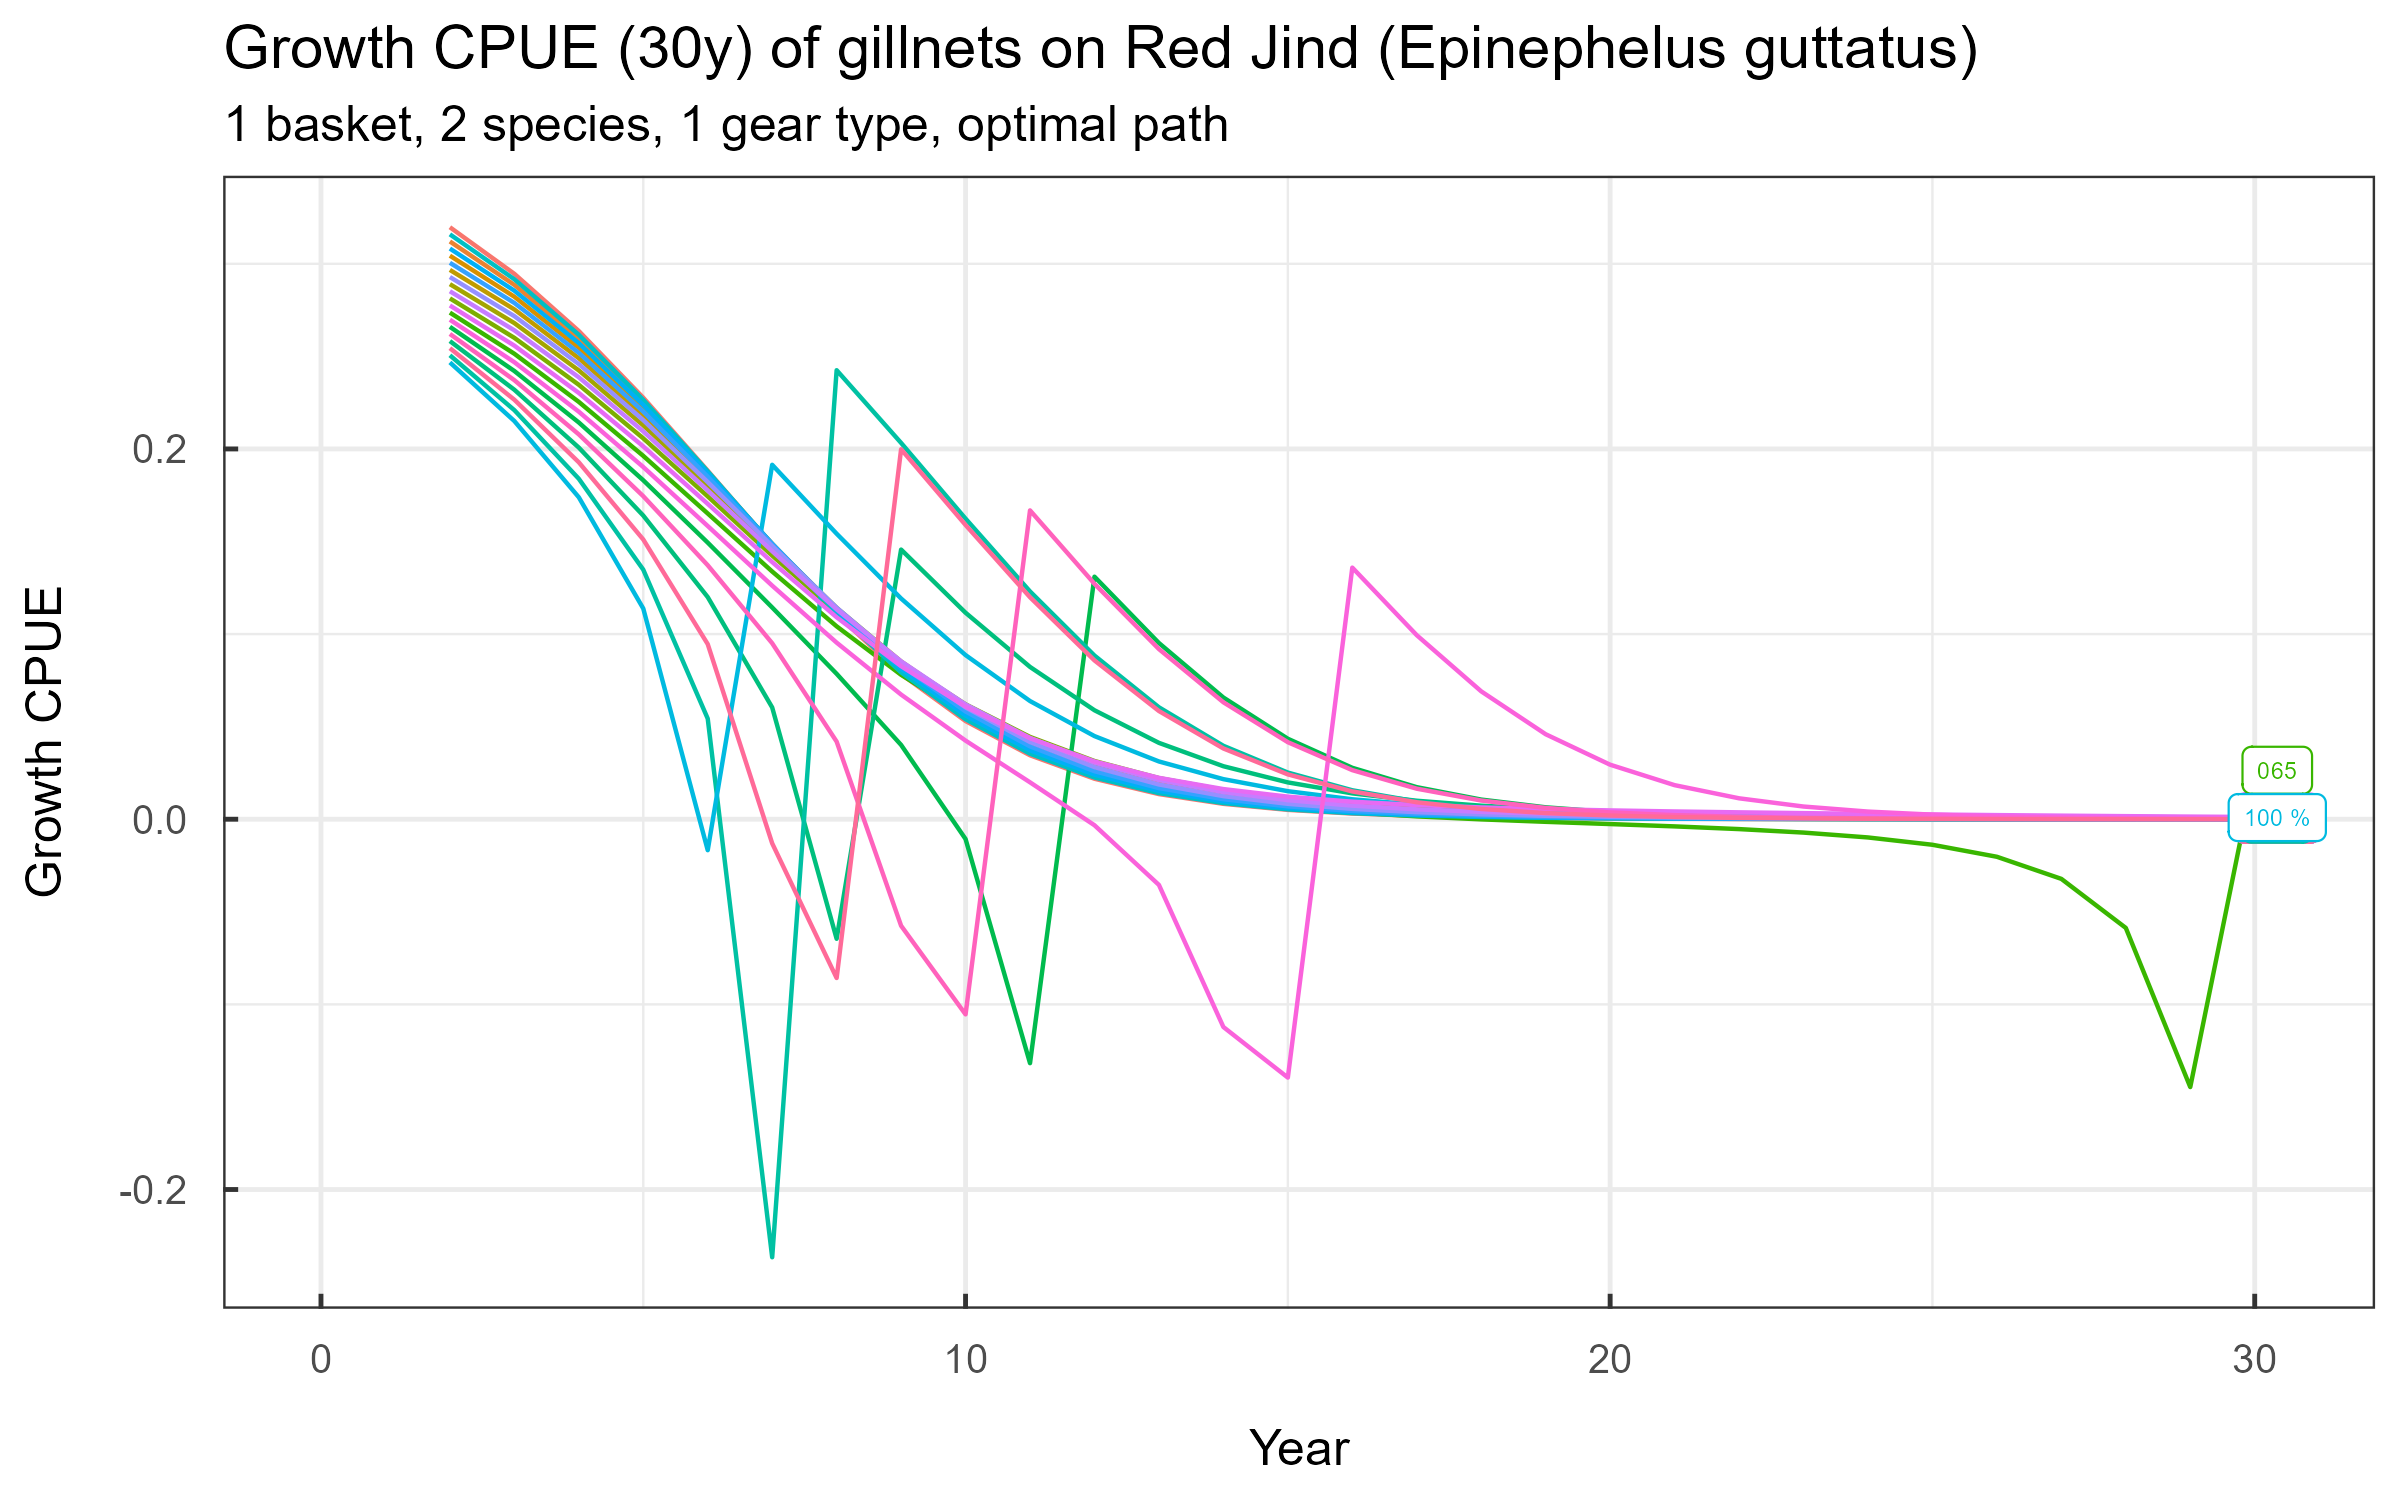 Growth CPUE (30y) of gillnets on Red Jind (Epinephelus guttatus)
1 basket, 2 species, 1 gear type, optimal path
Growth CPUE
0.2
0.0
-0.2
065
100 %
0
10
20
30
Year